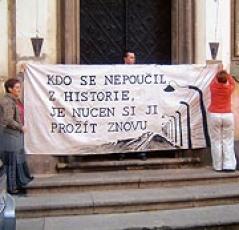 KDO SE NEPOUČIL
Z HISTORIE,
JE NUCEN SI JI
PROŽÍT ZNOVU